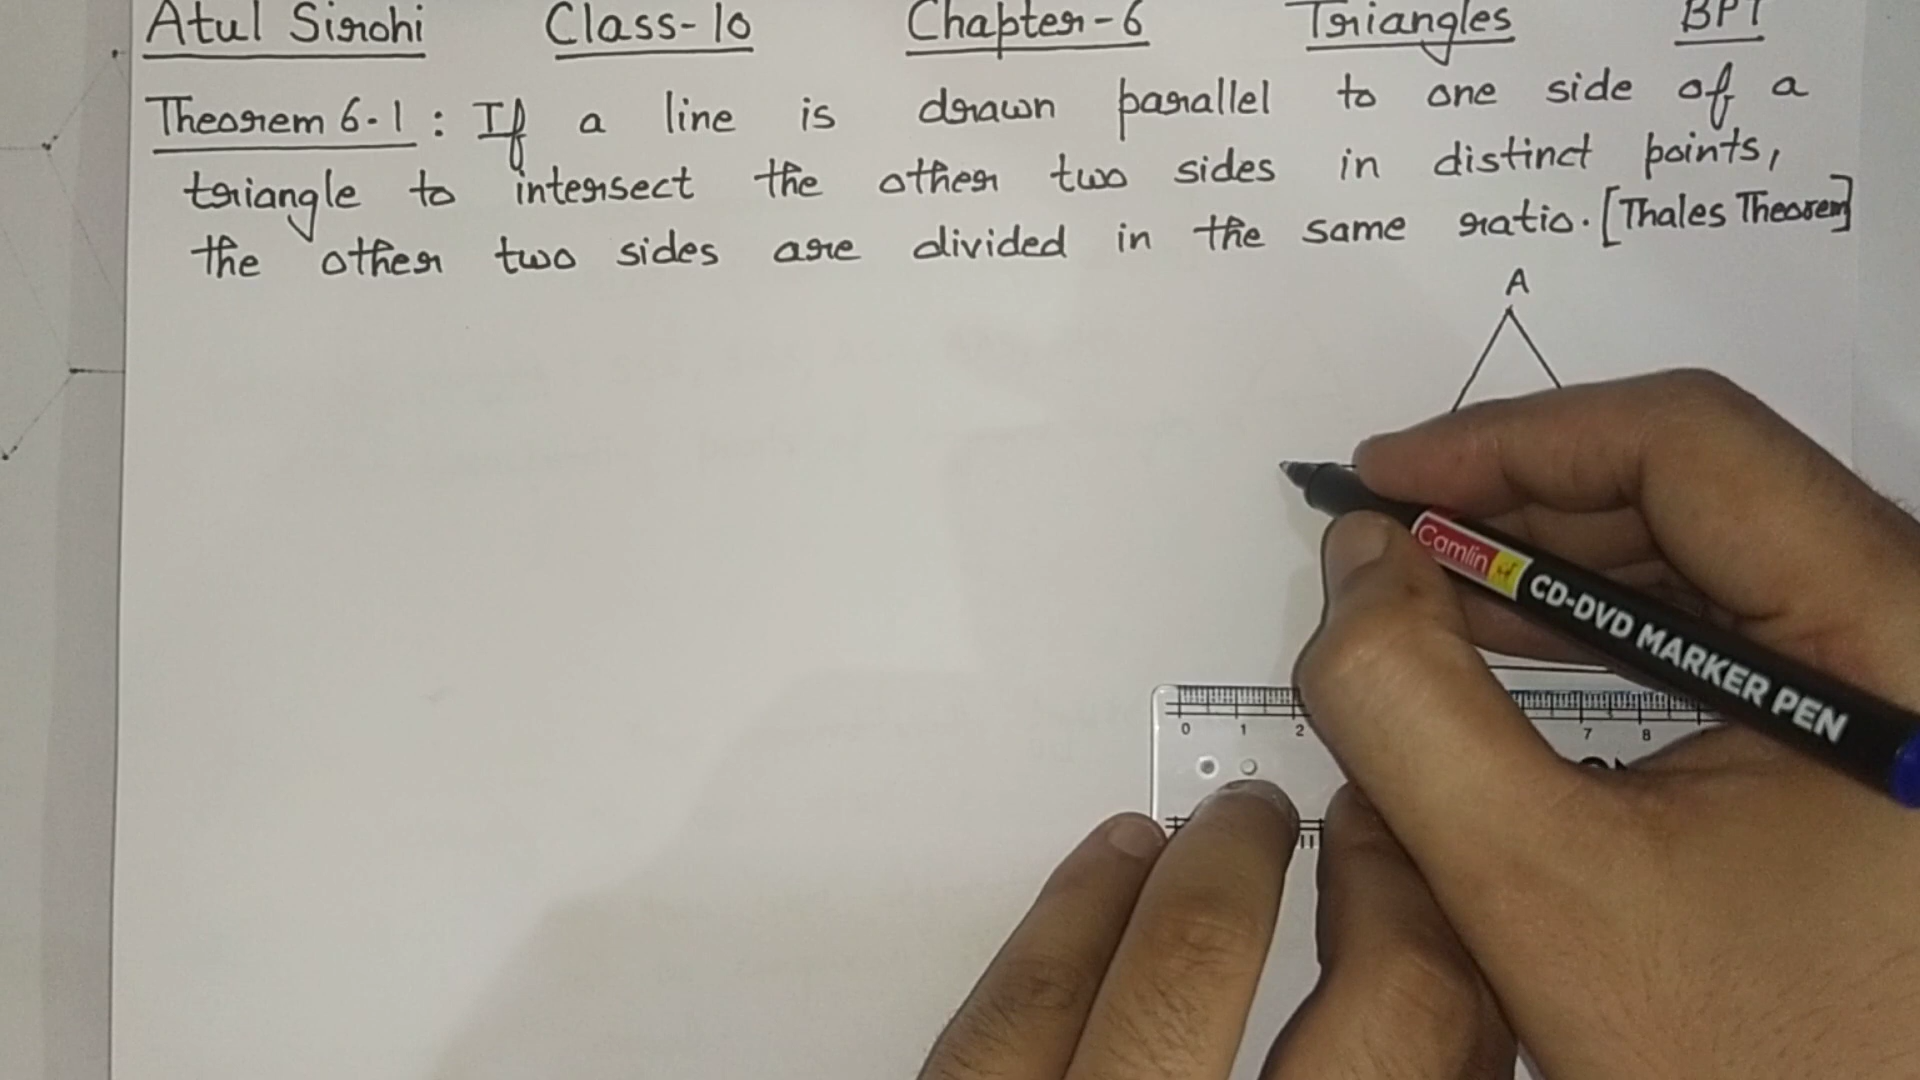 Atul Sirohi Class-10 Chapter-6 Triangles BPT
Theorem 6.1 : If a line is drawn parallel to one side of a
triangle to intersect the other two sides in distinct points,
the other two sides are divided in the same ratio. [Thales Theorem]
A
Camlin CD-DVD MARKER PEN
0 1 2 7 8
11